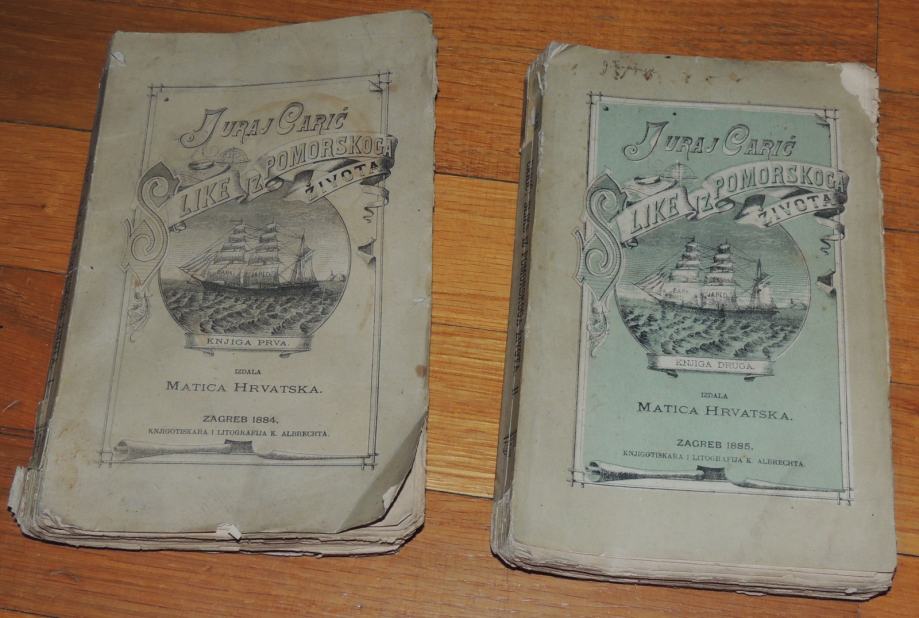 Juraj Carić
Slike iz pomorskoga
života
KNJIGA PRVA.
IZDALA
MATICA HRVATSKA.
ZAGREB 1884.
KNJIGOTISKARA I LITOGRAFIJA K. ALBRECHTA.
Juraj Carić
Slike iz pomorskoga
života
KNJIGA DRUGA.
IZDALA
MATICA HRVATSKA.
ZAGREB 1885.
KNJIGOTISKARA I LITOGRAFIJA K. ALBRECHTA.